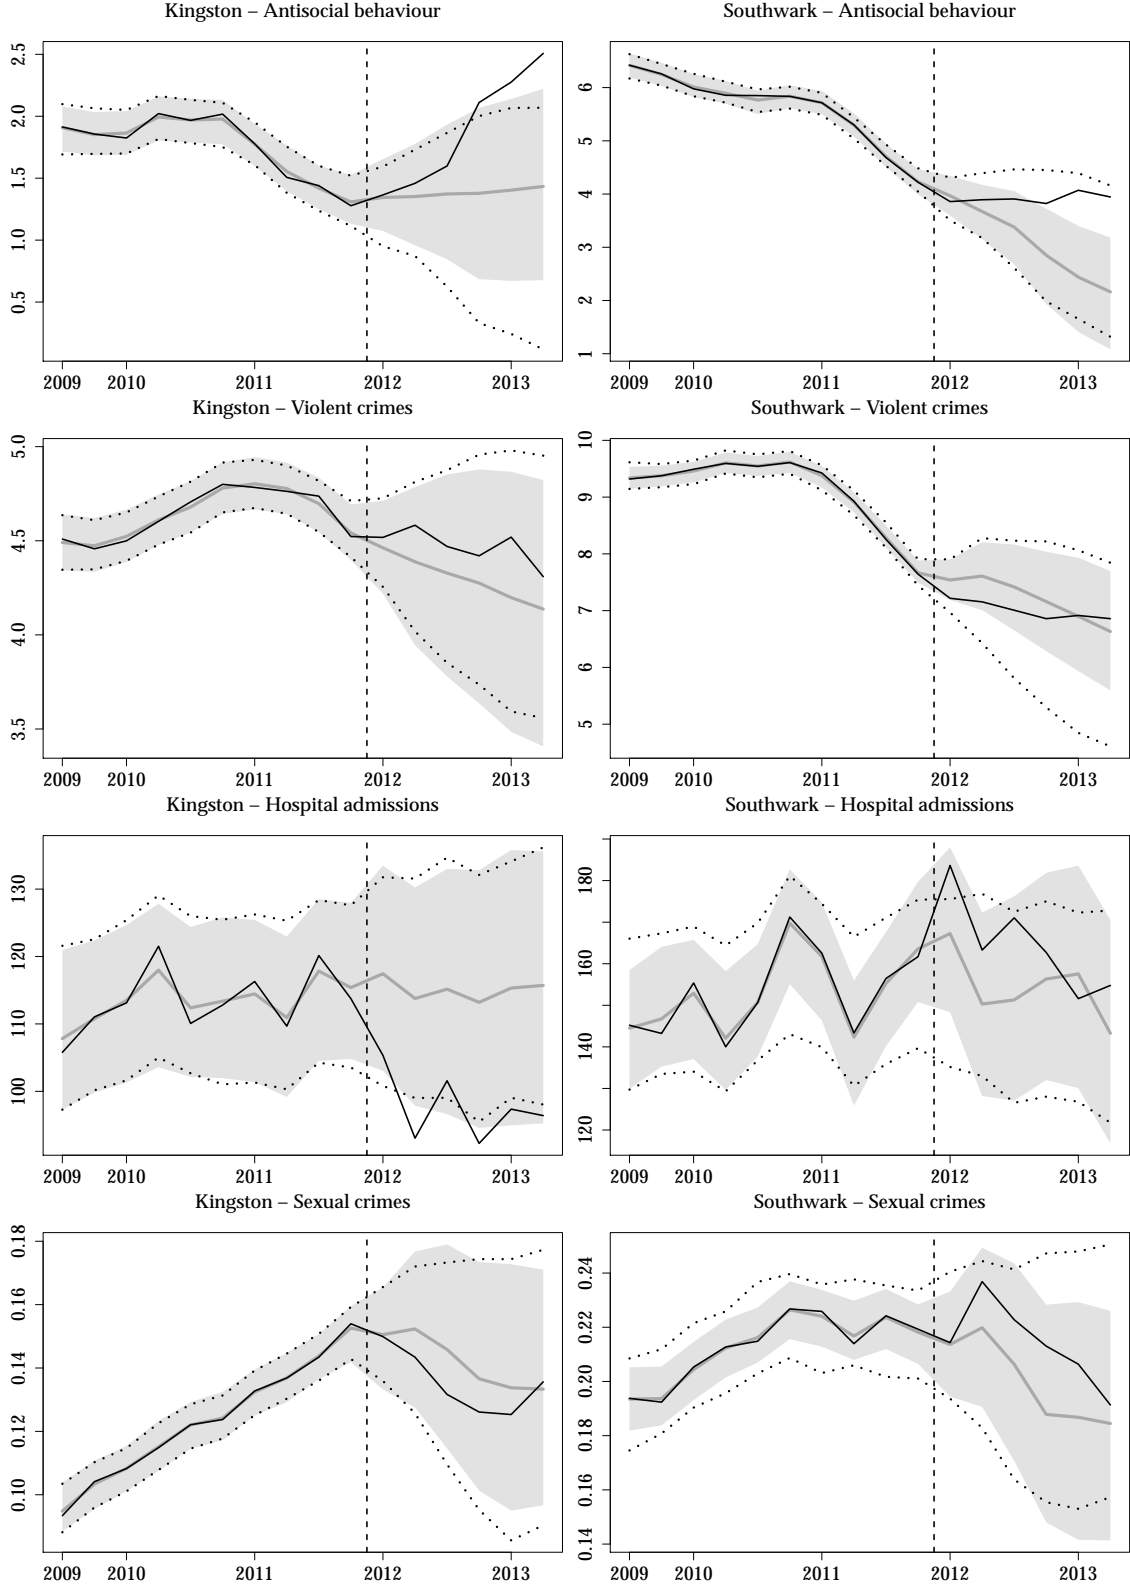 Kingston – Antisocial behaviour
0.5 1.0 1.5 2.0 2.5
2009 2010 2011 2012 2013
Southwark – Antisocial behaviour
1 2 3 4 5 6
2009 2010 2011 2012 2013
Kingston – Violent crimes
3.5 4.0 4.5 5.0
2009 2010 2011 2012 2013
Southwark – Violent crimes
5 6 7 8 9 10
2009 2010 2011 2012 2013
Kingston – Hospital admissions
100 110 120 130
2009 2010 2011 2012 2013
Southwark – Hospital admissions
120 140 160 180
2009 2010 2011 2012 2013
Kingston – Sexual crimes
0.10 0.12 0.14 0.16 0.18
2009 2010 2011 2012 2013
Southwark – Sexual crimes
0.14 0.16 0.18 0.20 0.22 0.24
2009 2010 2011 2012 2013